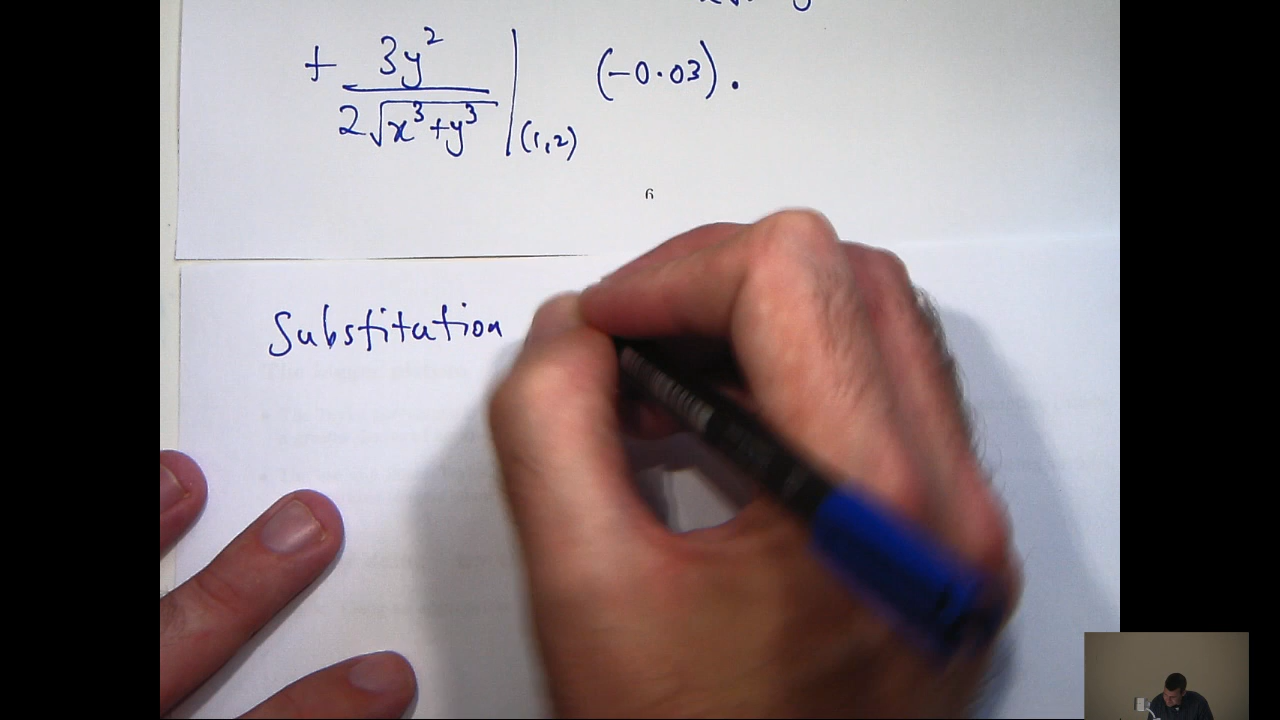 + 3y² / 2√x³+y³ |(1,2) (-0.03).
6
Substitution